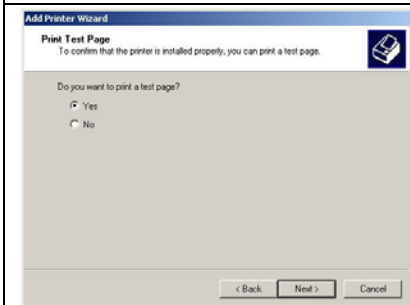 Add Printer Wizard
Print Test Page
To confirm that the printer is installed properly, you can print a test page.
Do you want to print a test page?
Yes
No
< Back Next > Cancel